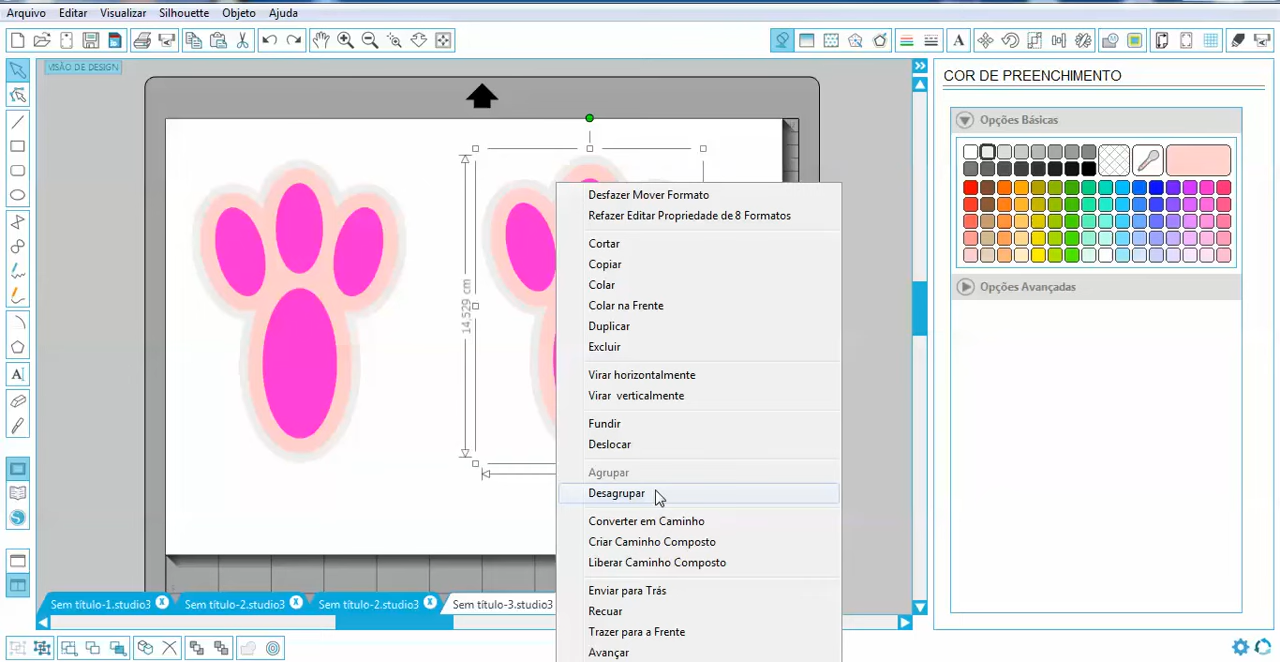 Arquivo Editar Visualizar Silhouette Objeto Ajuda
VISÃO DE DESIGN
COR DE PREENCHIMENTO
Opções Básicas
Opções Avançadas
14.529 cm
Desfazer Mover Formato
Refazer Editar Propriedade de 8 Formatos
Cortar
Copiar
Colar
Colar na Frente
Duplicar
Excluir
Virar horizontalmente
Virar verticalmente
Fundir
Deslocar
Agrupar
Desagrupar
Converter em Caminho
Criar Caminho Composto
Liberar Caminho Composto
Enviar para Trás
Recuar
Trazer para a Frente
Avançar
Sem título-1.studio3 Sem título-2.studio3 Sem título-2.studio3 Sem título-3.studio3